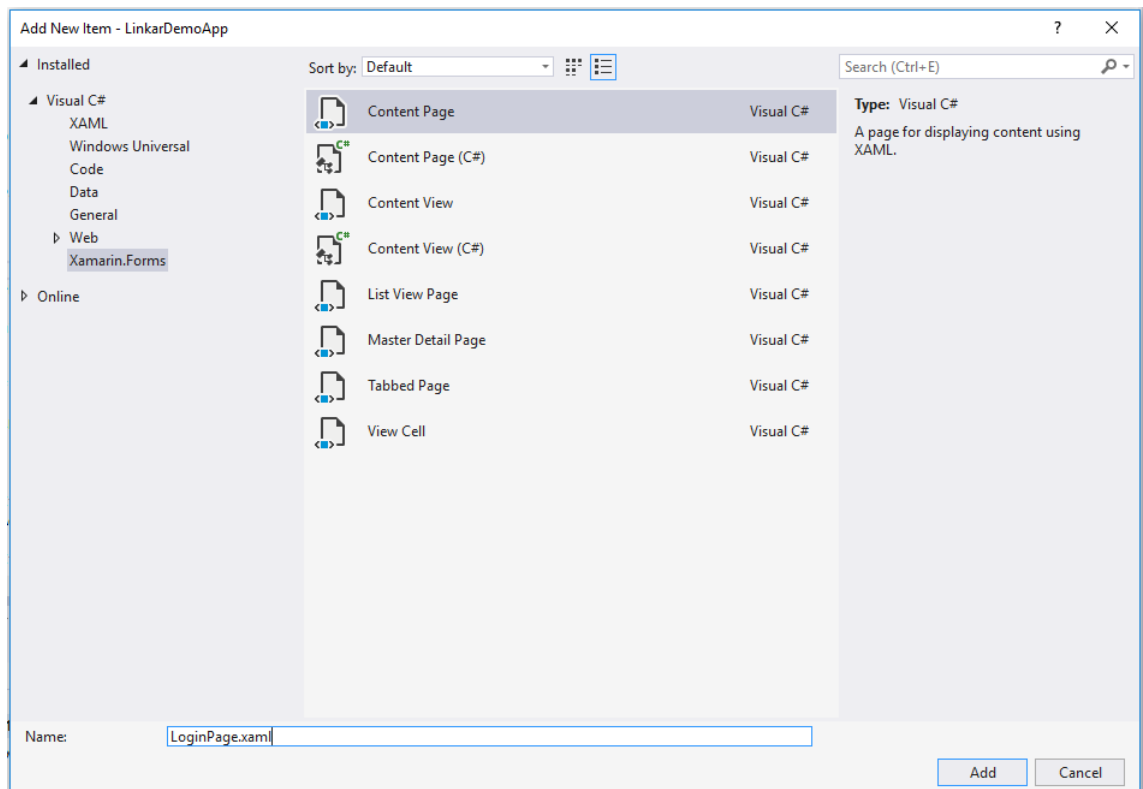 Add New Item - LinkarDemoApp
?
Installed
Visual C#
XAML
Windows Universal
Code
Data
General
Web
Xamarin.Forms
Online
Sort by: Default
Content Page Visual C#
C#
Content Page (C#) Visual C#
Content View Visual C#
C#
Content View (C#) Visual C#
List View Page Visual C#
Master Detail Page Visual C#
Tabbed Page Visual C#
View Cell Visual C#
Search (Ctrl+E)
Type: Visual C#
A page for displaying content using
XAML.
Name: LoginPage.xaml
Add Cancel